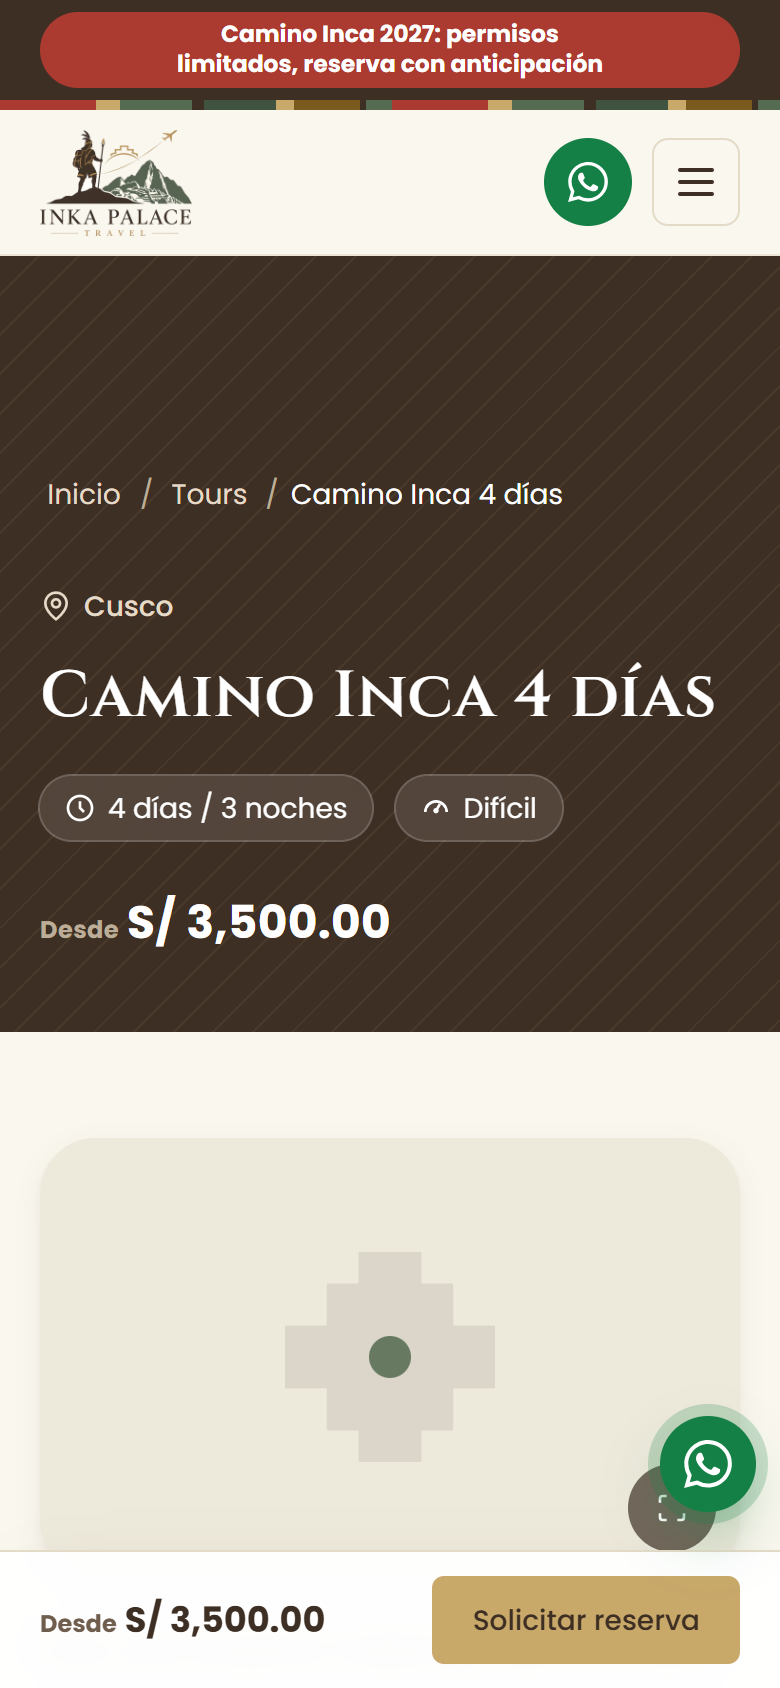 Camino Inca 2027: permisos
limitados, reserva con anticipación
INKA PALACE
TRAVEL
Inicio / Tours / Camino Inca 4 días
Cusco
Camino Inca 4 días
4 días / 3 noches
Difícil
Desde S/ 3,500.00
Desde S/ 3,500.00
Solicitar reserva